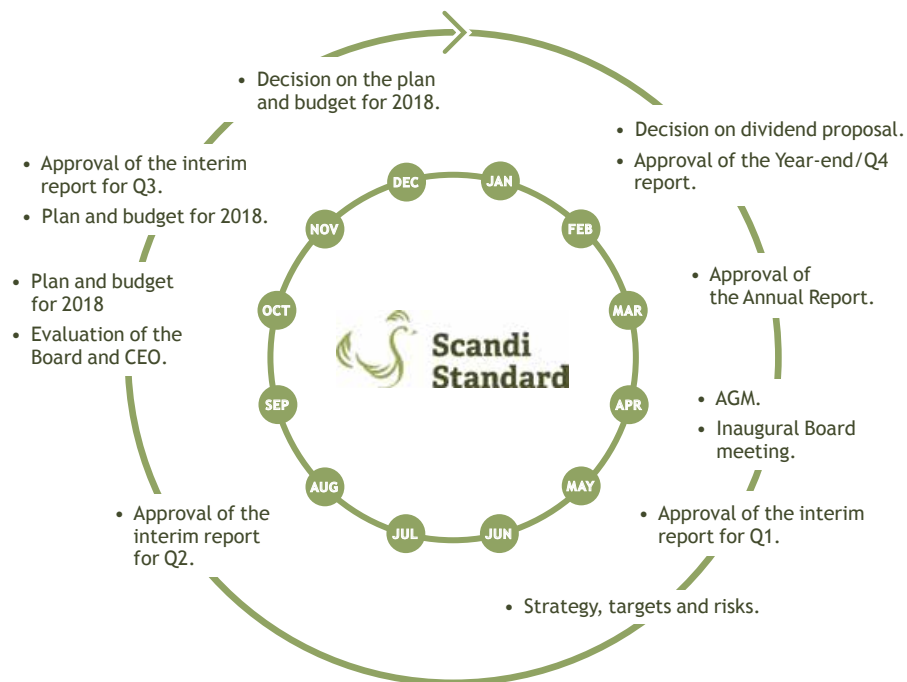 • Decision on the plan
and budget for 2018.
• Decision on dividend proposal.
• Approval of the Year-end/Q4
report.
• Approval of the interim
report for Q3.
• Plan and budget for 2018.
DEC
JAN
NOV
FEB
• Plan and budget
for 2018
• Evaluation of the
Board and CEO.
• Approval of
the Annual Report.
OCT
MAR
Scandi
Standard
SEP
APR
• AGM.
• Inaugural Board
meeting.
AUG
MAY
• Approval of the
interim report
for Q2.
• Approval of the interim
report for Q1.
JUL
JUN
• Strategy, targets and risks.